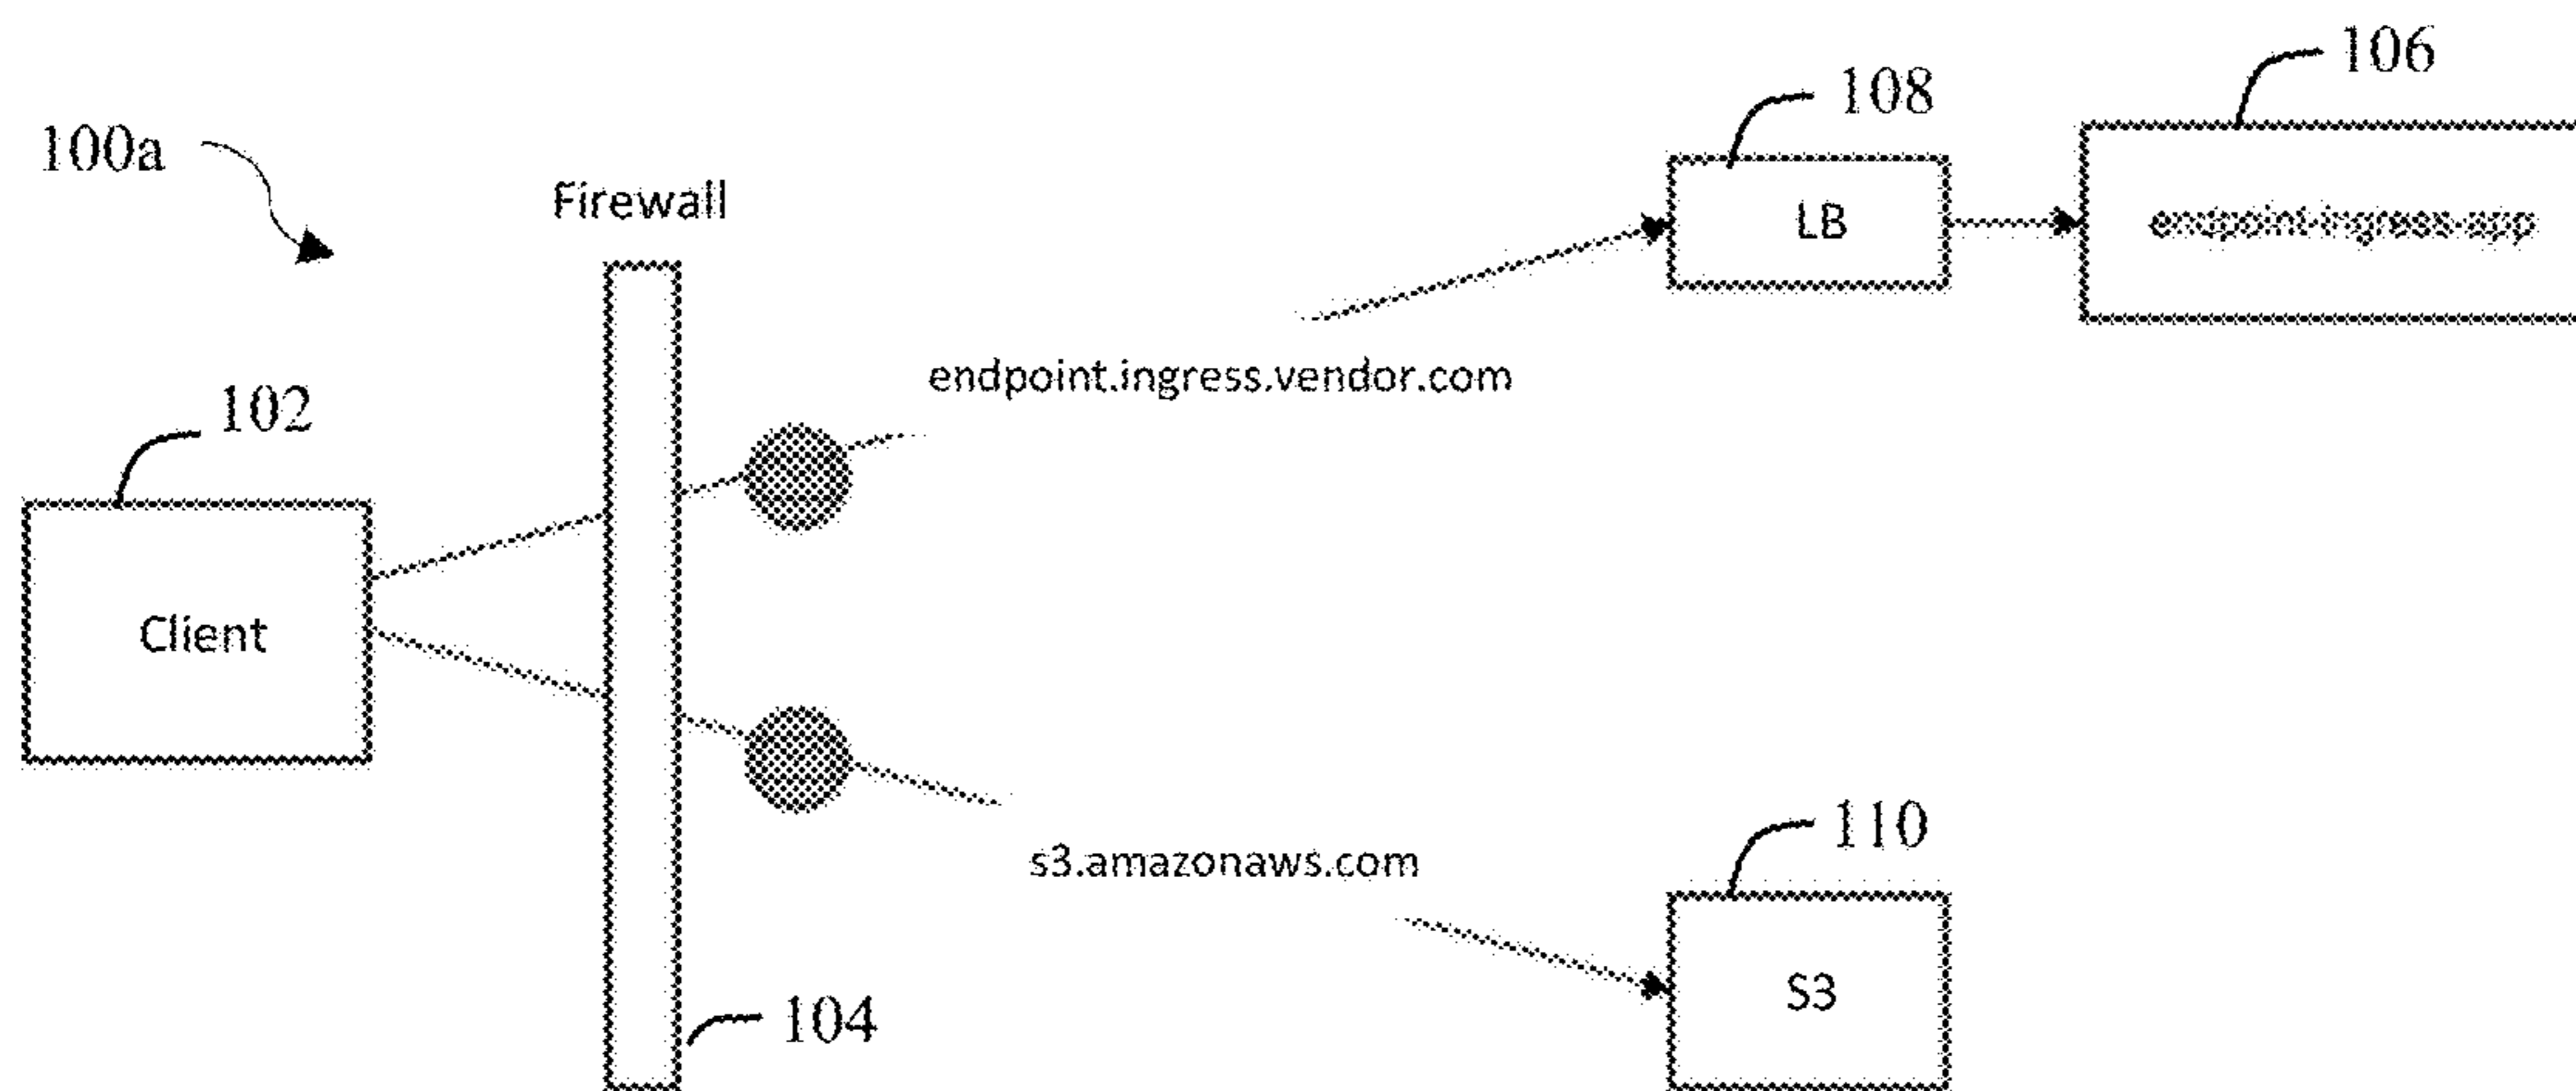 106
108
100a
Firewall
LB
endpoint-ingress-app
endpoint.ingress.vendor.com
102
Client
110
s3.amazonaws.com
S3
104